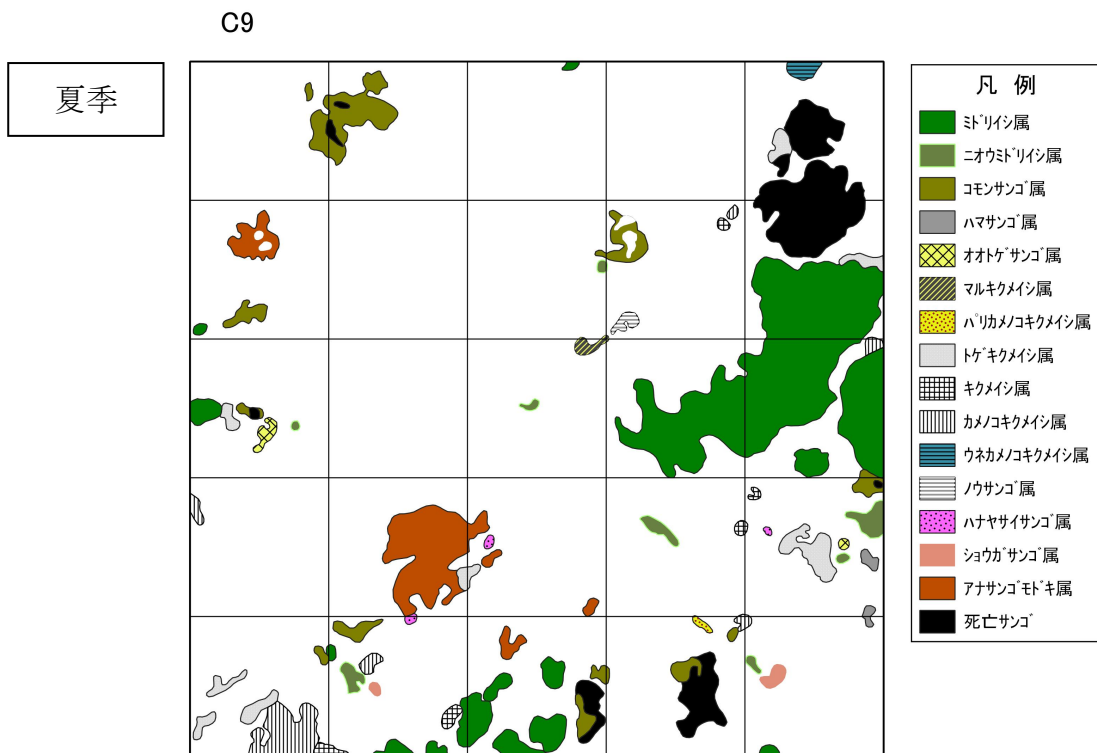 C9
夏季
凡 例
ミドリイシ属
ニオウミドリイシ属
コモンサンゴ属
ハマサンゴ属
オオトゲサンゴ属
マルキクメイシ属
パリカメノコキクメイシ属
トゲキクメイシ属
キクメイシ属
カメノコキクメイシ属
ウネカメノコキクメイシ属
ノウサンゴ属
ハナヤサイサンゴ属
ショウガサンゴ属
アナサンゴモドキ属
死亡サンゴ